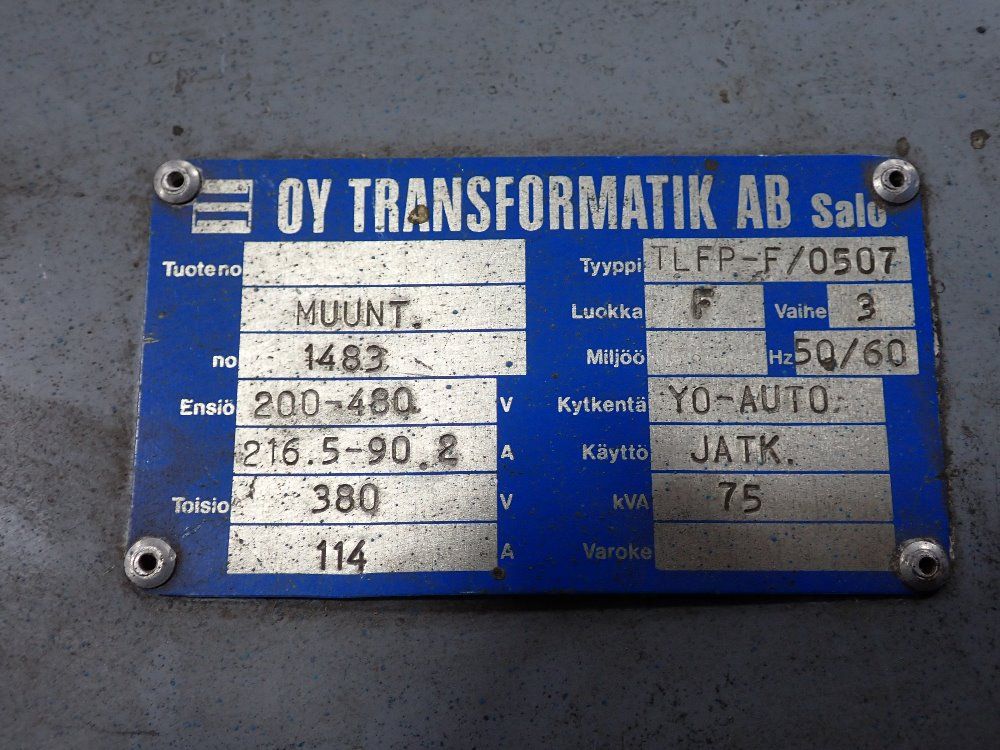 OY TRANSFORMATIK AB Salo
Tuoteno
MUUNT.
no 1483
Ensiö 200-480 V
216.5-90.2 A
Toisio 380 V
114 A
Tyyppi TLFP-F/0507
Luokka F Vaihe 3
Miljöö Hz 50/60
Kytkentä YO-AUTO
Käyttö JATK.
kVA 75
Varoke